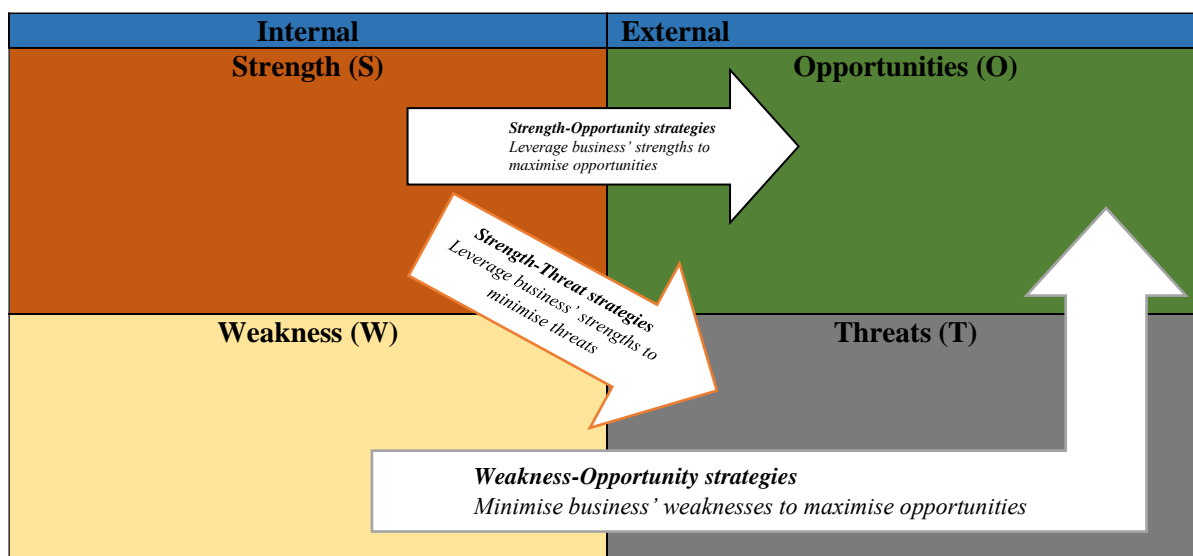 Internal
External
Strength (S)
Opportunities (O)
Strength-Opportunity strategies
Leverage business’ strengths to
maximise opportunities
Strength-Threat strategies
Leverage business’ strengths to
minimise threats
Weakness (W)
Threats (T)
Weakness-Opportunity strategies
Minimise business’ weaknesses to maximise opportunities